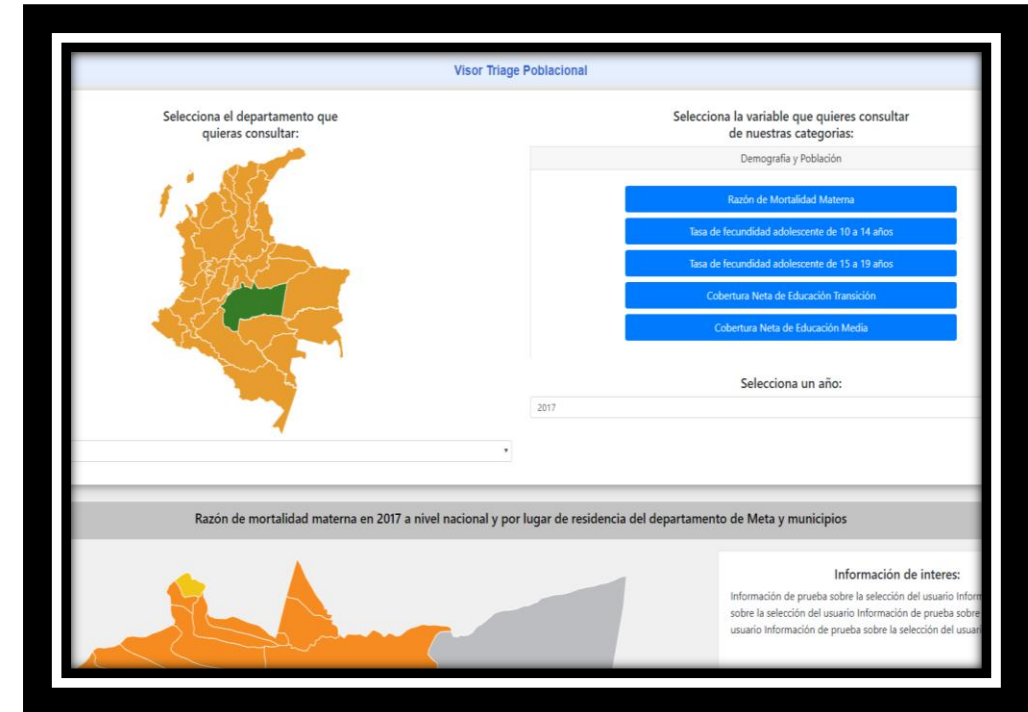 Visor Triage Poblacional
Selecciona el departamento que
quieras consultar:
Selecciona la variable que quieres consultar
de nuestras categorias:
Demografía y Población
Razón de Mortalidad Materna
Tasa de fecundidad adolescente de 10 a 14 años
Tasa de fecundidad adolescente de 15 a 19 años
Cobertura Neta de Educación Transición
Cobertura Neta de Educación Media
Selecciona un año:
2017
Razón de mortalidad materna en 2017 a nivel nacional y por lugar de residencia del departamento de Meta y municipios
Información de interes:
Información de prueba sobre la selección del usuario Inform
sobre la selección del usuario Información de prueba sobre
usuario Información de prueba sobre la selección del usuari